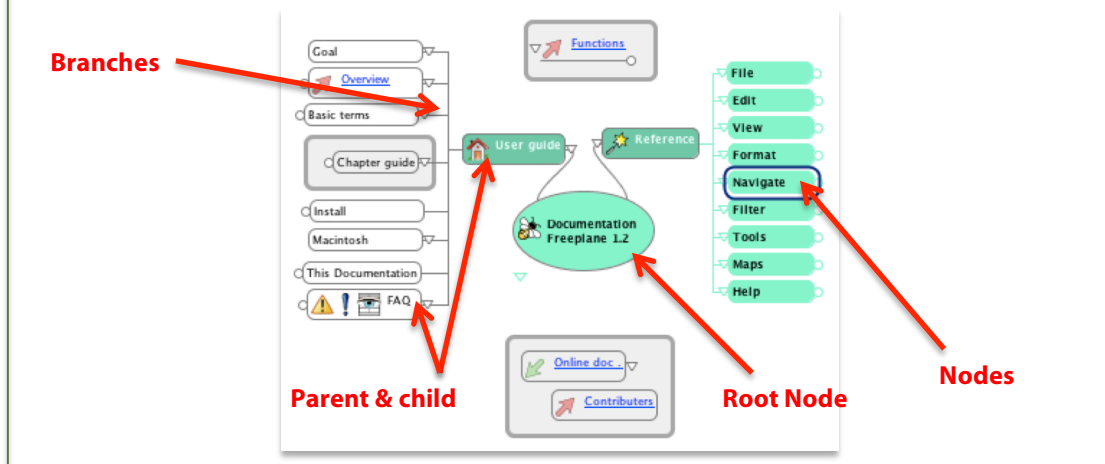 Branches
Goal
Overview
Basic terms
Chapter guide
Install
Macintosh
This Documentation
FAQ
Functions
User guide
Reference
Documentation
Freeplane 1.2
File
Edit
View
Format
Navigate
Filter
Tools
Maps
Help
Online doc .
Contributers
Parent & child
Root Node
Nodes